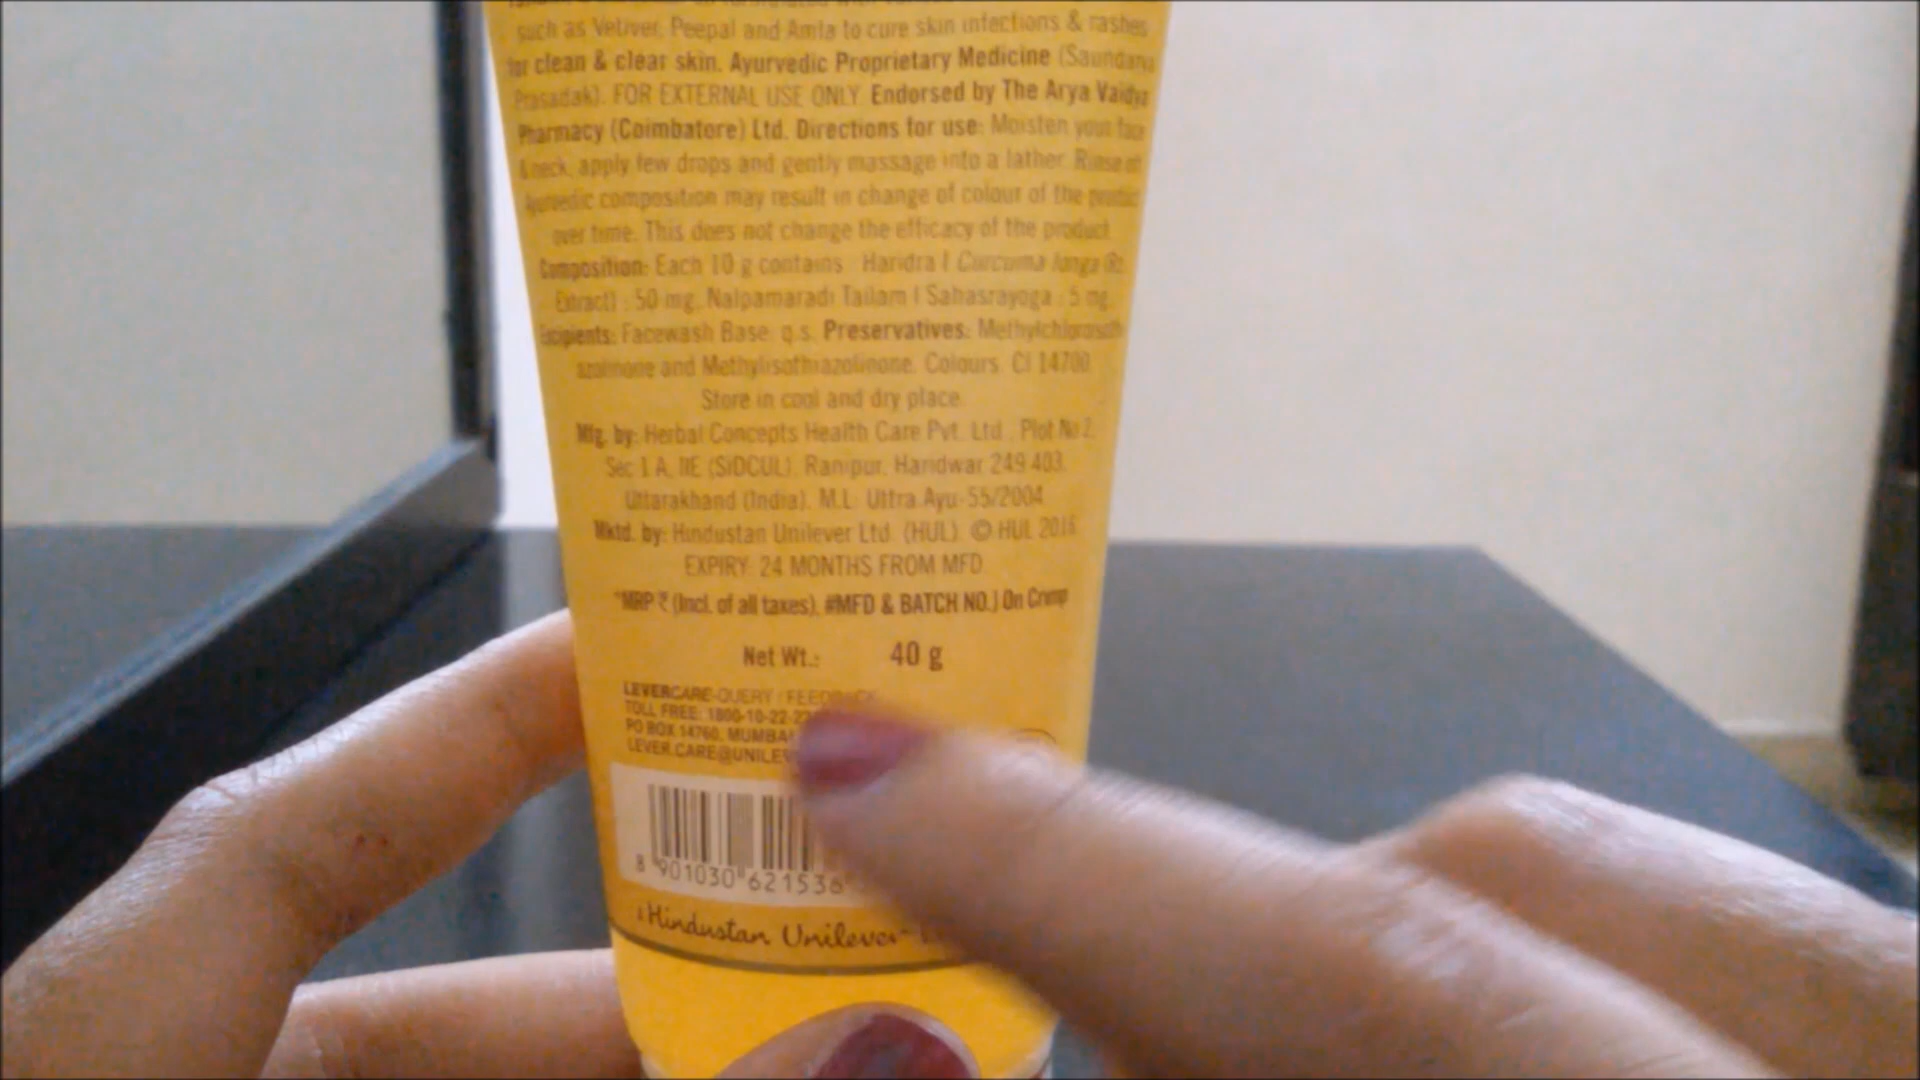 such as Vetiver, Peepal and Amla to cure skin infections & rashes
for clean & clear skin. Ayurvedic Proprietary Medicine (Saundarya
Prasadak). FOR EXTERNAL USE ONLY. Endorsed by The Arya Vaidya
Pharmacy (Coimbatore) Ltd. Directions for use: Moisten your face
& neck, apply few drops and gently massage into a lather. Rinse off.
Ayurvedic composition may result in change of colour of the product
over time. This does not change the efficacy of the product.
Composition: Each 10 g contains : Haridra ( Curcuma longa Rz.
Extract) : 50 mg, Nalpamaradi Tailam ( Sahasrayoga : 5 mg.
Excipients: Facewash Base: q.s. Preservatives: Methylchloroisothi-
azolinone and Methylisothiazolinone. Colours: CI 14700.
Store in cool and dry place.
Mfg. by: Herbal Concepts Health Care Pvt. Ltd., Plot No 2,
Sec 1 A, IIE (SIDCUL), Ranipur, Haridwar 249 403,
Uttarakhand (India). M.L: Uttra.Ayu-55/2004
Mktd. by: Hindustan Unilever Ltd. (HUL). © HUL 2016
EXPIRY: 24 MONTHS FROM MFD.
*MRP ₹ (Incl. of all taxes), #MFD & BATCH NO.] On Crimp
Net Wt.: 40 g
LEVERCARE-QUERY / FEEDBACK
TOLL FREE: 1800-10-22-22
PO BOX 14760, MUMBAI
LEVER.CARE@UNILEV
8 901030 621536
Hindustan Unilever